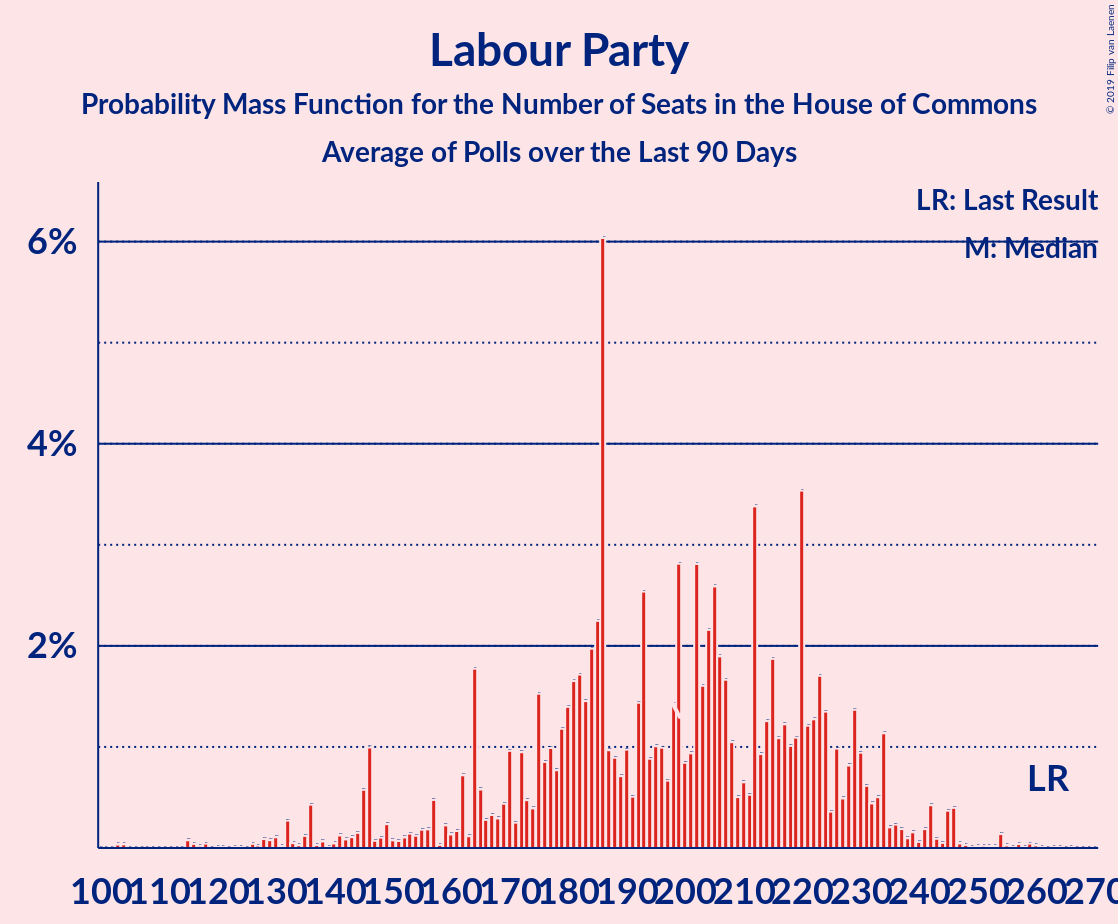 Labour Party
Probability Mass Function for the Number of Seats in the House of Commons
Average of Polls over the Last 90 Days
© 2019 Filip van Laenen
LR: Last Result
M: Median
6%
4%
2%
LR
100 110 120 130 140 150 160 170 180 190 200 210 220 230 240 250 260 270